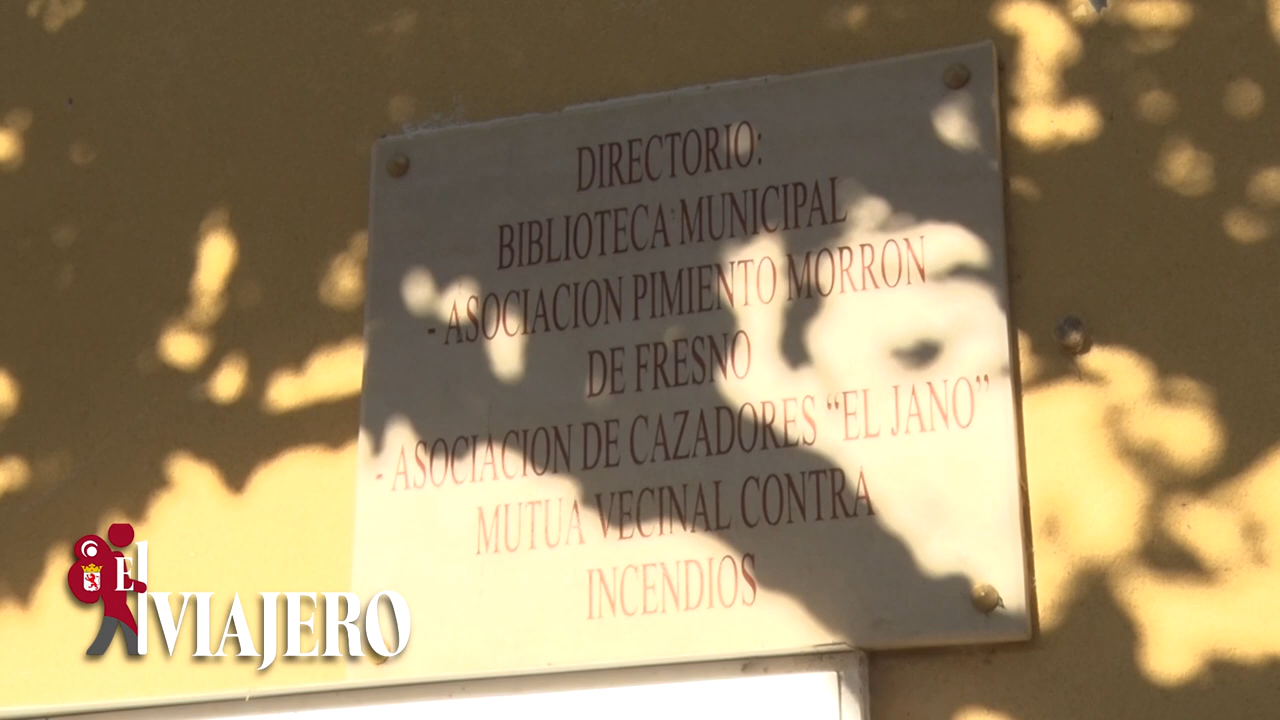 DIRECTORIO:
BIBLIOTECA MUNICIPAL
- ASOCIACION PIMIENTO MORRON
DE FRESNO
- ASOCIACION DE CAZADORES “EL JANO”
MUTUA VECINAL CONTRA
INCENDIOS
EL
VIAJERO